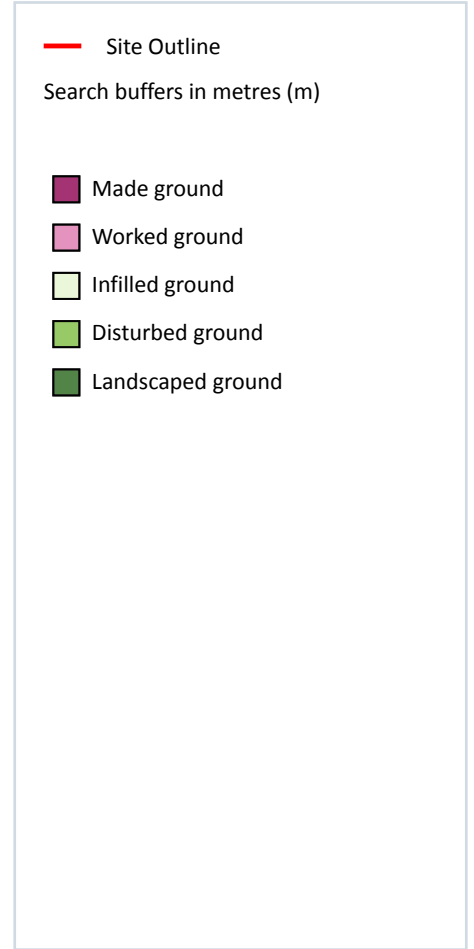 Site Outline
Search buffers in metres (m)
Made ground
Worked ground
Infilled ground
Disturbed ground
Landscaped ground